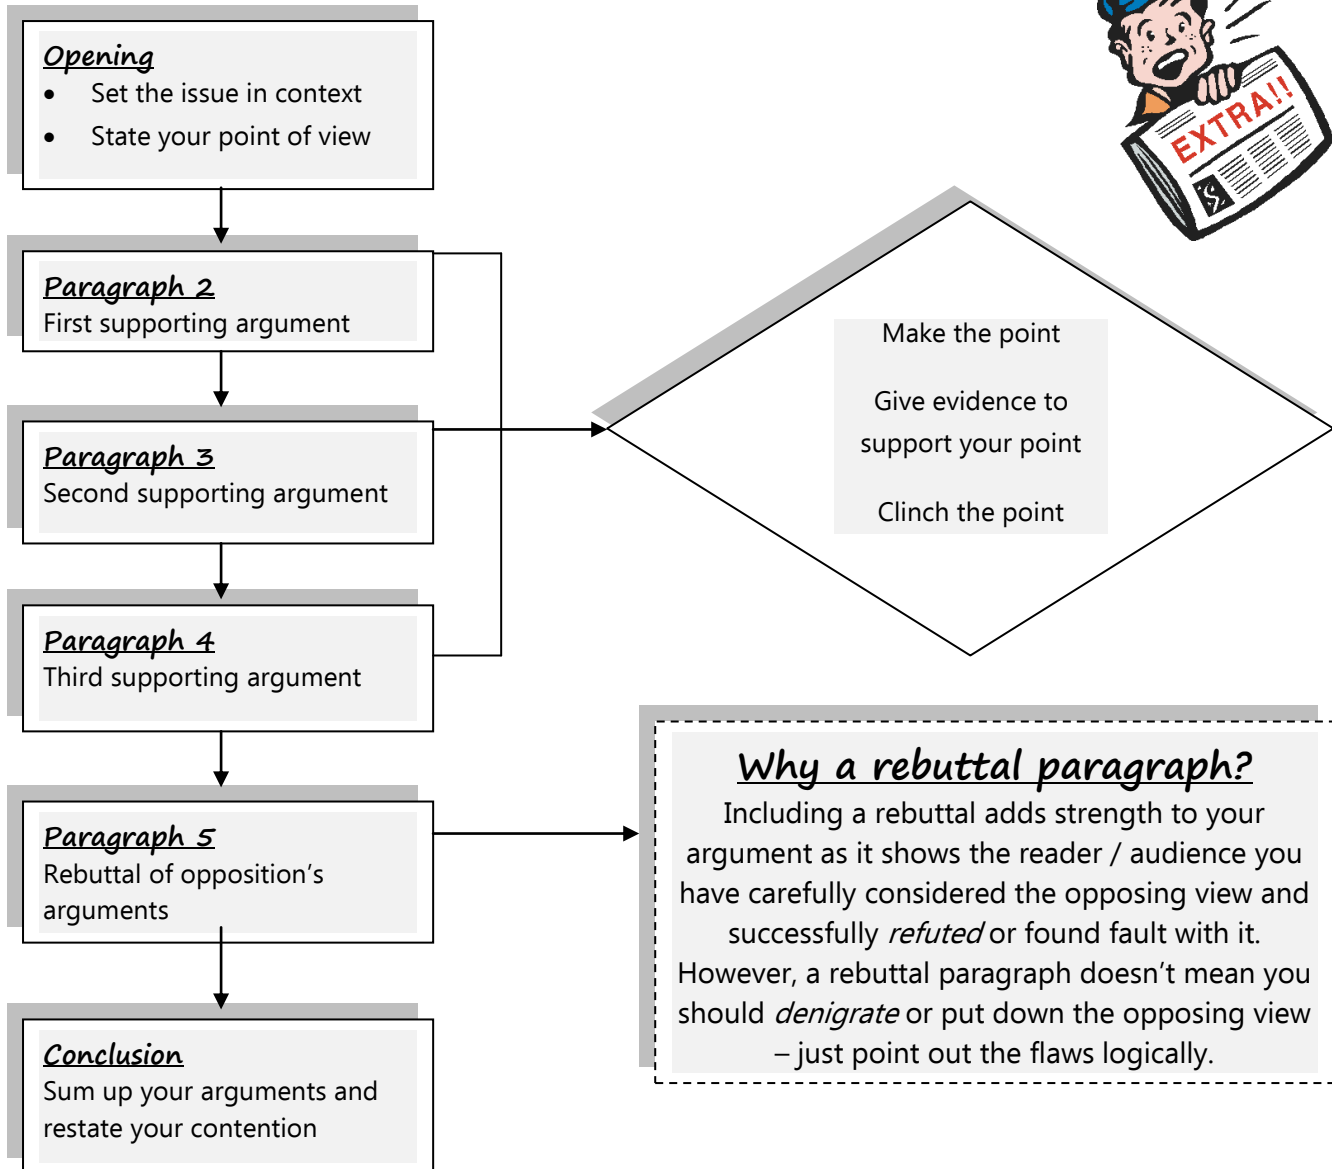 Opening
• Set the issue in context
• State your point of view
EXTRA!!
Paragraph 2
First supporting argument
Make the point
Give evidence to
support your point
Clinch the point
Paragraph 3
Second supporting argument
Paragraph 4
Third supporting argument
Paragraph 5
Rebuttal of opposition’s
arguments
Why a rebuttal paragraph?
Including a rebuttal adds strength to your
argument as it shows the reader / audience you
have carefully considered the opposing view and
successfully refuted or found fault with it.
However, a rebuttal paragraph doesn’t mean you
should denigrate or put down the opposing view
– just point out the flaws logically.
Conclusion
Sum up your arguments and
restate your contention